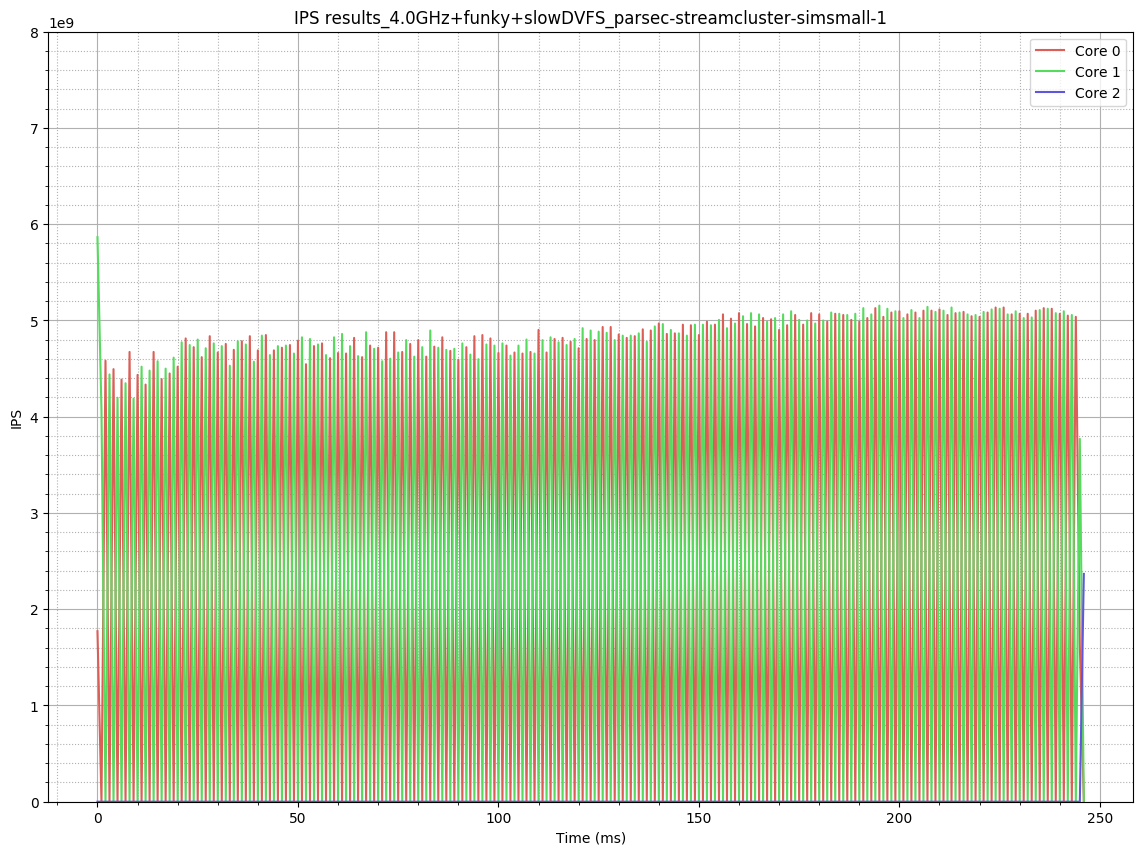 IPS results_4.0GHz+funky+slowDVFS_parsec-streamcluster-simsmall-1
1e9
Core 0
Core 1
Core 2
8
7
6
5
4
3
2
1
0
IPS
0 50 100 150 200 250
Time (ms)